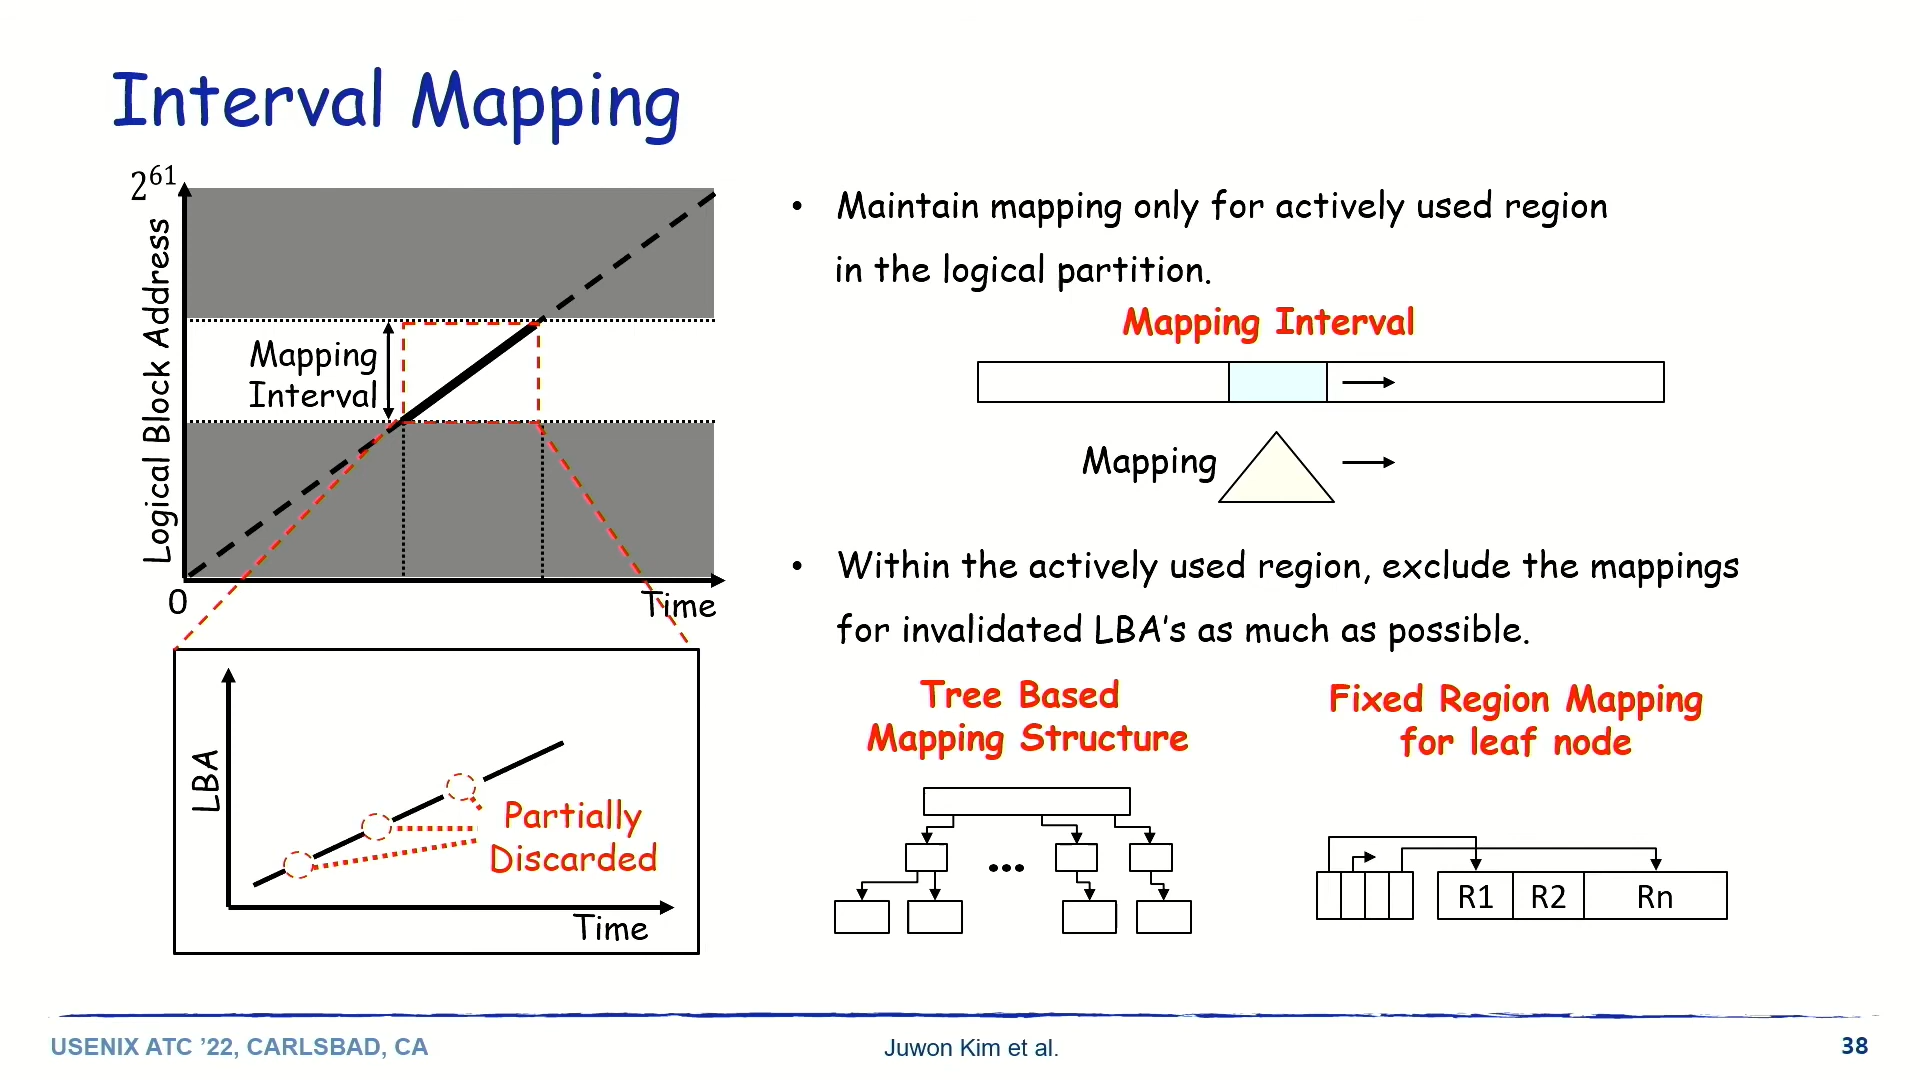 Interval Mapping
2^61
Logical Block Address
Mapping
Interval
0
Time
LBA
Partially
Discarded
Time
• Maintain mapping only for actively used region
in the logical partition.
Mapping Interval
Mapping
• Within the actively used region, exclude the mappings
for invalidated LBA’s as much as possible.
Tree Based
Mapping Structure
...
Fixed Region Mapping
for leaf node
R1 R2 Rn
USENIX ATC ’22, CARLSBAD, CA
Juwon Kim et al.
38